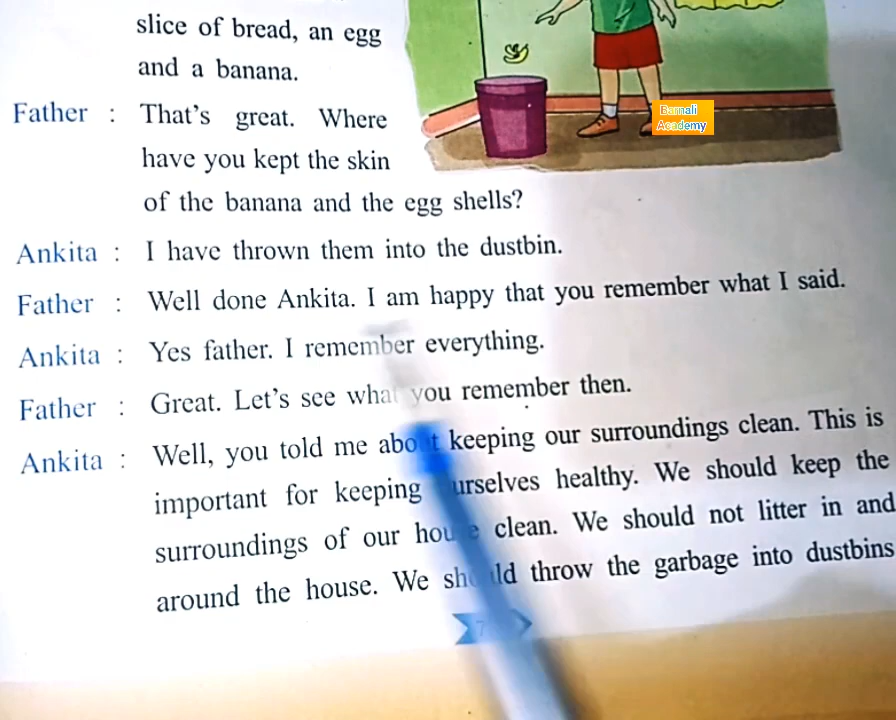 slice of bread, an egg
and a banana.
Barnali
Academy
Father : That's great. Where
have you kept the skin
of the banana and the egg shells?
Ankita : I have thrown them into the dustbin.
Father : Well done Ankita. I am happy that you remember what I said.
Ankita : Yes father. I remember everything.
Father : Great. Let's see what you remember then.
Ankita : Well, you told me about keeping our surroundings clean. This is
important for keeping ourselves healthy. We should keep the
surroundings of our house clean. We should not litter in and
around the house. We should throw the garbage into dustbins
7